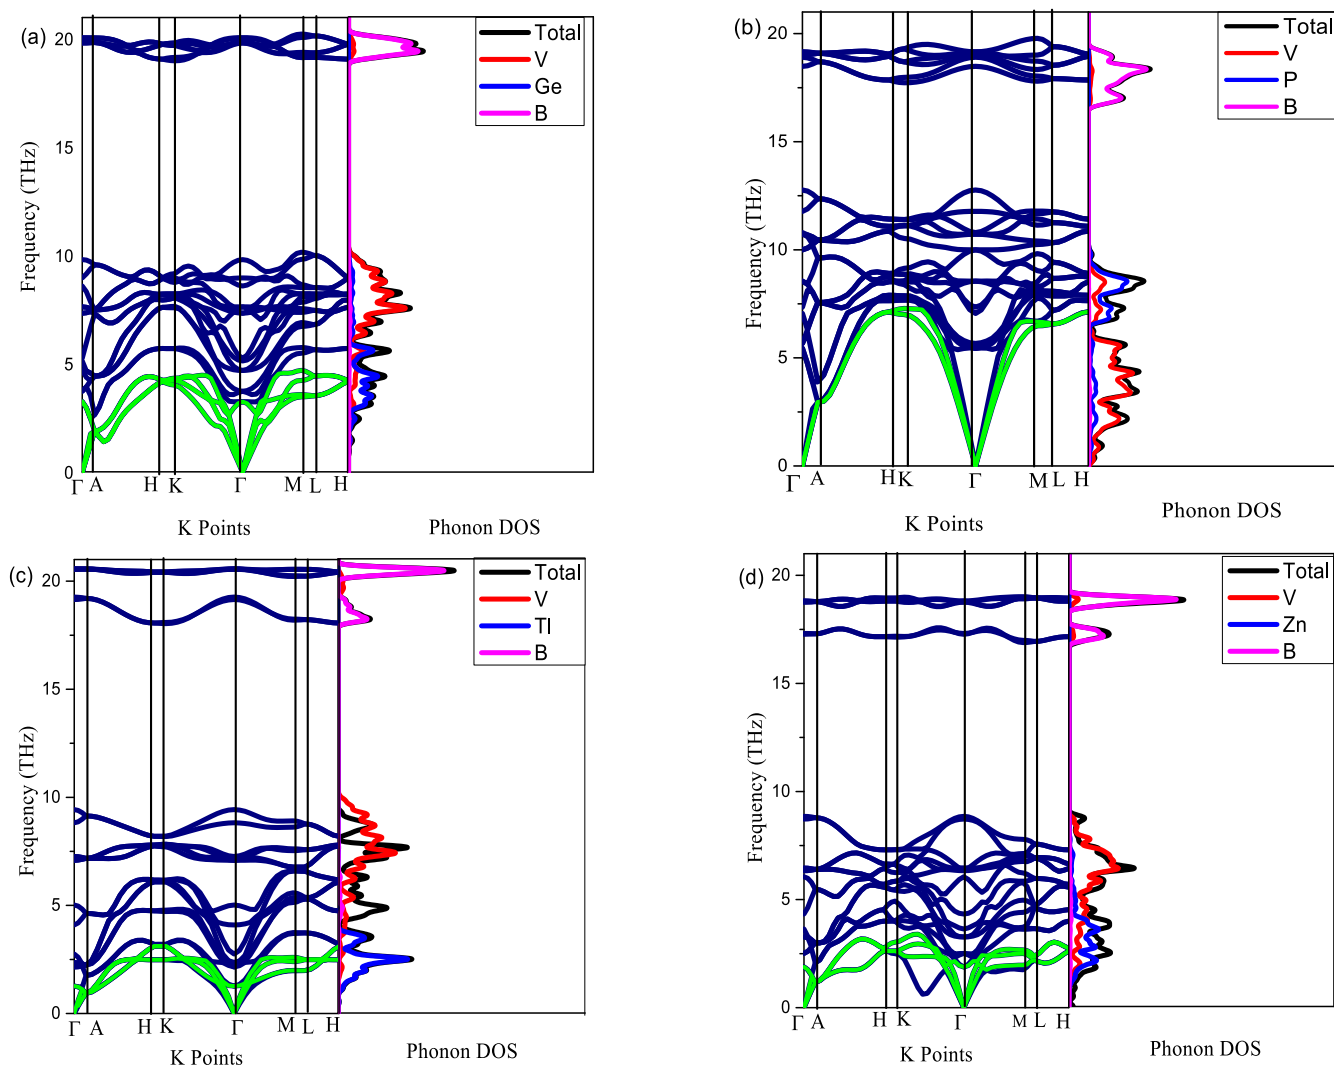 (a)
Total
V
Ge
B
20
15
10
5
0
Frequency (THz)
Γ A H K Γ M L H
K Points
Phonon DOS
(b)
Total
V
P
B
20
15
10
5
0
Frequency (THz)
Γ A H K Γ M L H
K Points
Phonon DOS
(c)
Total
V
Tl
B
20
15
10
5
0
Frequency (THz)
Γ A H K Γ M L H
K Points
Phonon DOS
(d)
Total
V
Zn
B
20
15
10
5
0
Frequency (THz)
Γ A H K Γ M L H
K Points
Phonon DOS